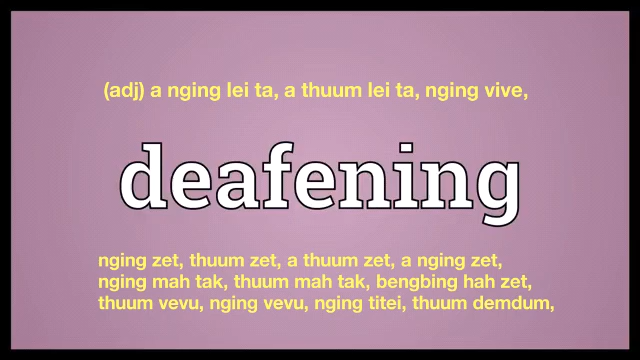 (adj) a nging lei ta, a thuum lei ta, nging vive,
deafening
nging zet, thuum zet, a thuum zet, a nging zet,
nging mah tak, thuum mah tak, bengbing hah zet,
thuum vevu, nging vevu, nging titei, thuum demdum,